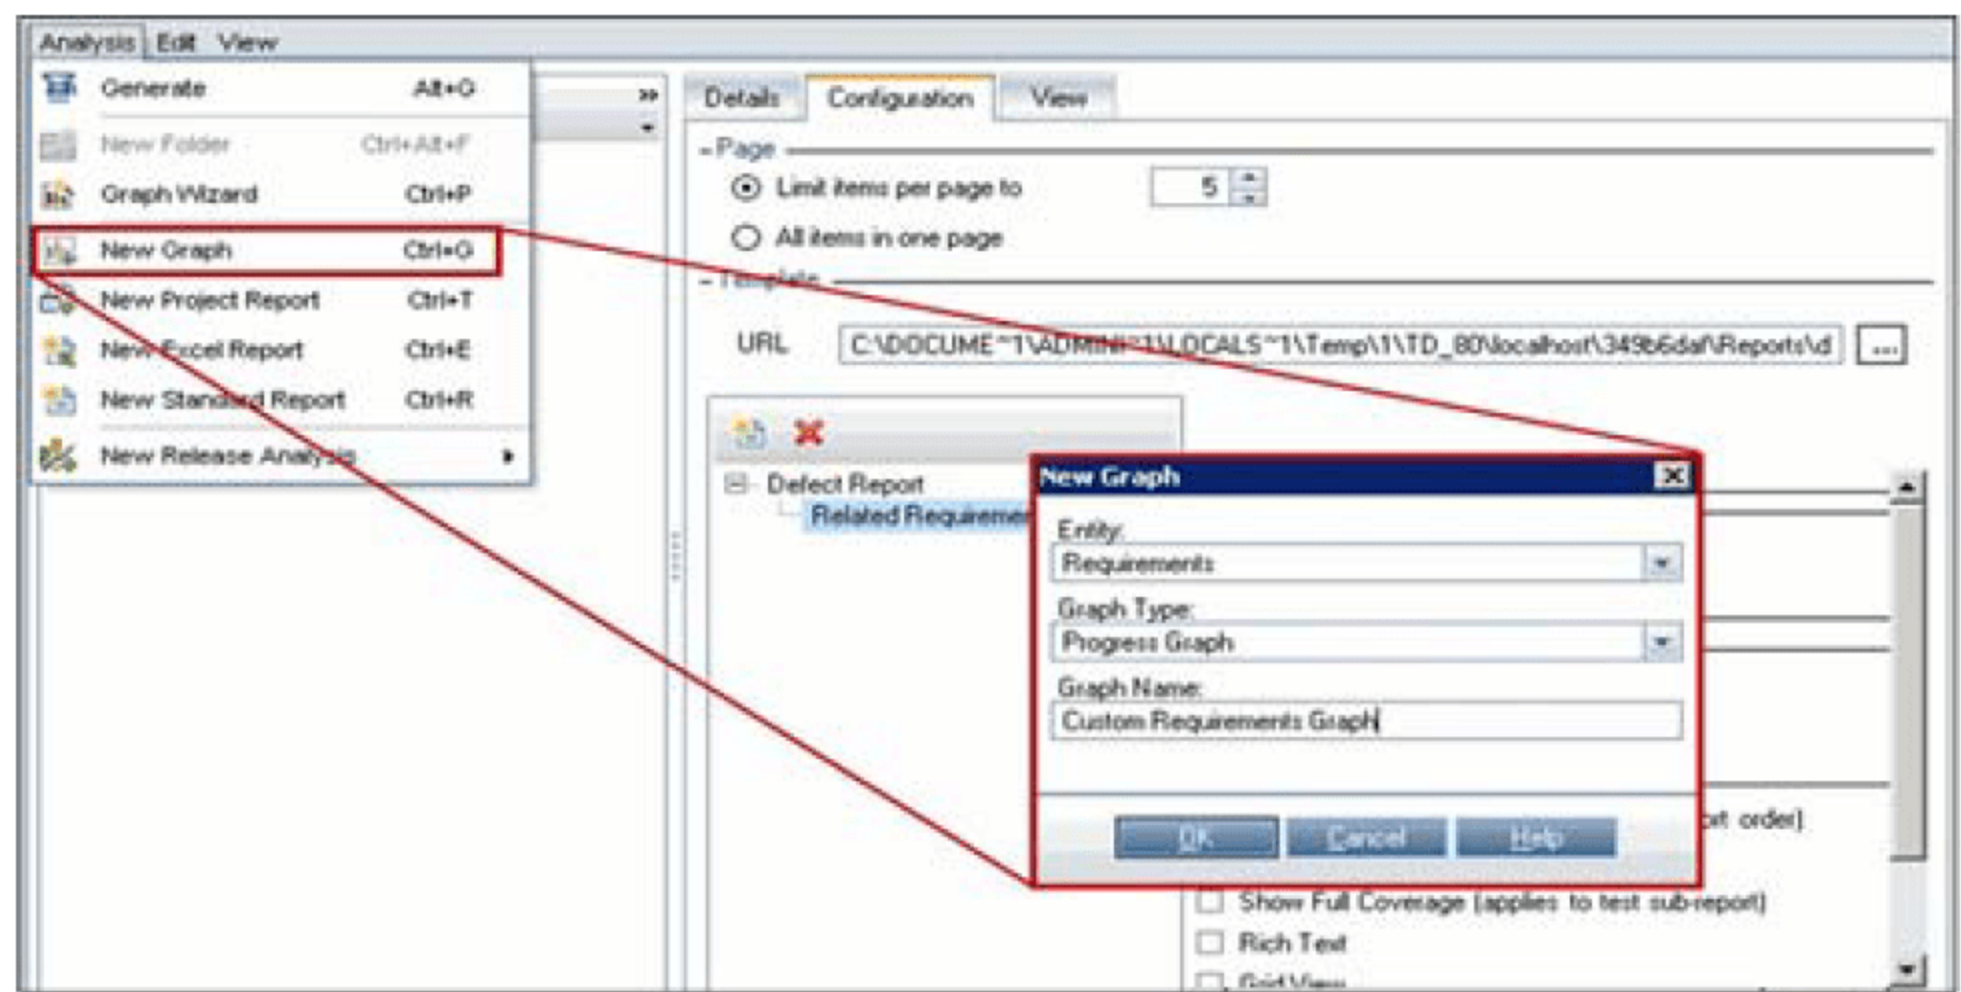 Analysis Edit View
Generate Alt+G
New Folder Ctrl+Alt+F
Graph Wizard Ctrl+P
New Graph Ctrl+G
New Project Report Ctrl+T
New Excel Report Ctrl+E
New Standard Report Ctrl+R
New Release Analysis
Details Configuration View
Page
Limit items per page to 5
All items in one page
Template
URL C:\DOCUME~1\ADMINI~1\LOCALS~1\Temp\1\TD_80\localhost\349b6daf\Reports\d ...
Defect Report
Related Requiremen
New Graph
Entity:
Requirements
Graph Type:
Progress Graph
Graph Name:
Custom Requirements Graph
OK Cancel Help
ort order)
Show Full Coverage (applies to test sub-report)
Rich Text
Grid View